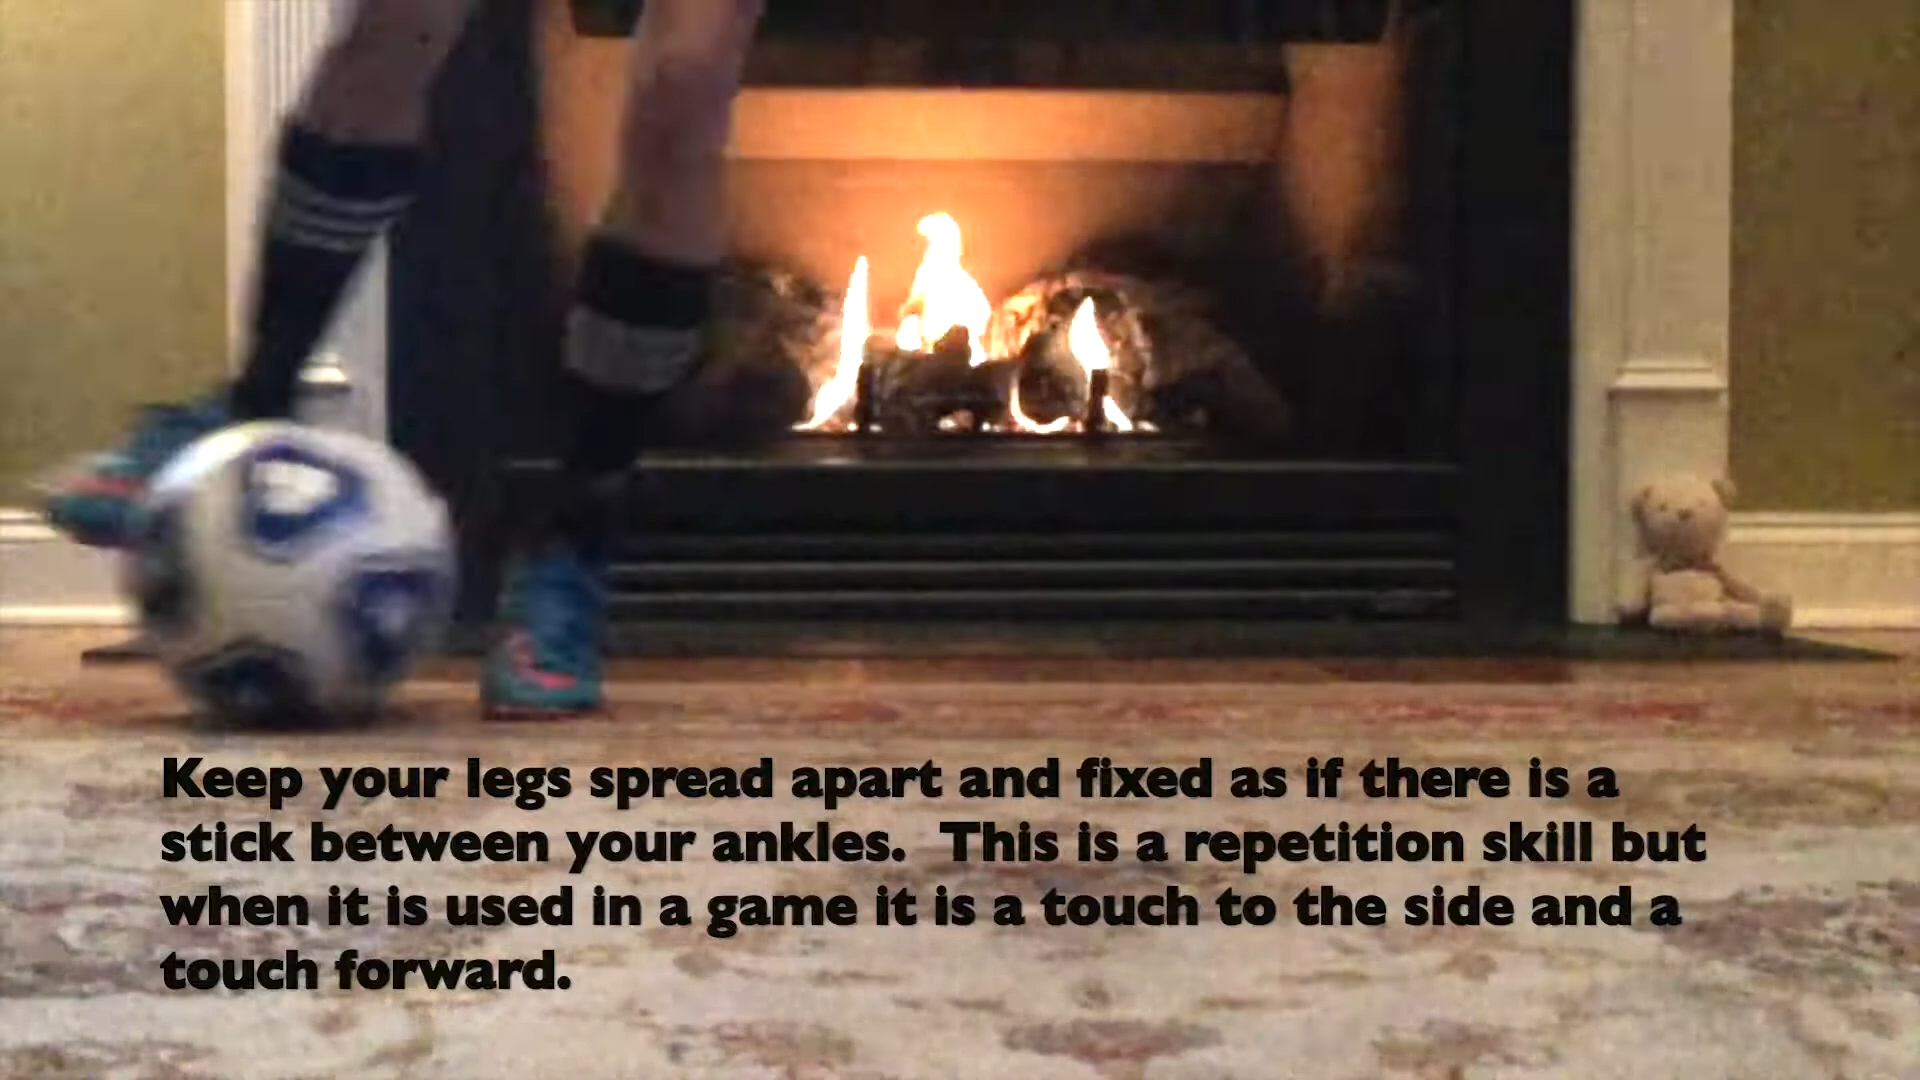 Keep your legs spread apart and fixed as if there is a
stick between your ankles.  This is a repetition skill but
when it is used in a game it is a touch to the side and a
touch forward.